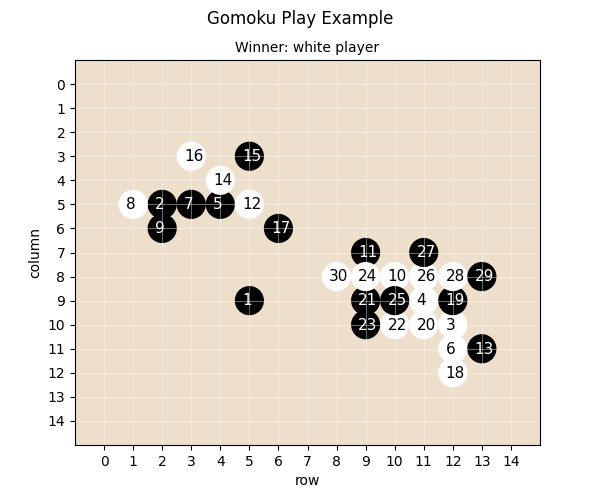 Gomoku Play Example
Winner: white player
0
1
2
3 16 15
4 14
5 8 2 7 5 12
6 9 17
7 11 27
column
8 30 24 10 26 28 29
9 1 21 25 4 19
10 23 22 20 3
11 6 13
12 18
13
14
0 1 2 3 4 5 6 7 8 9 10 11 12 13 14
row